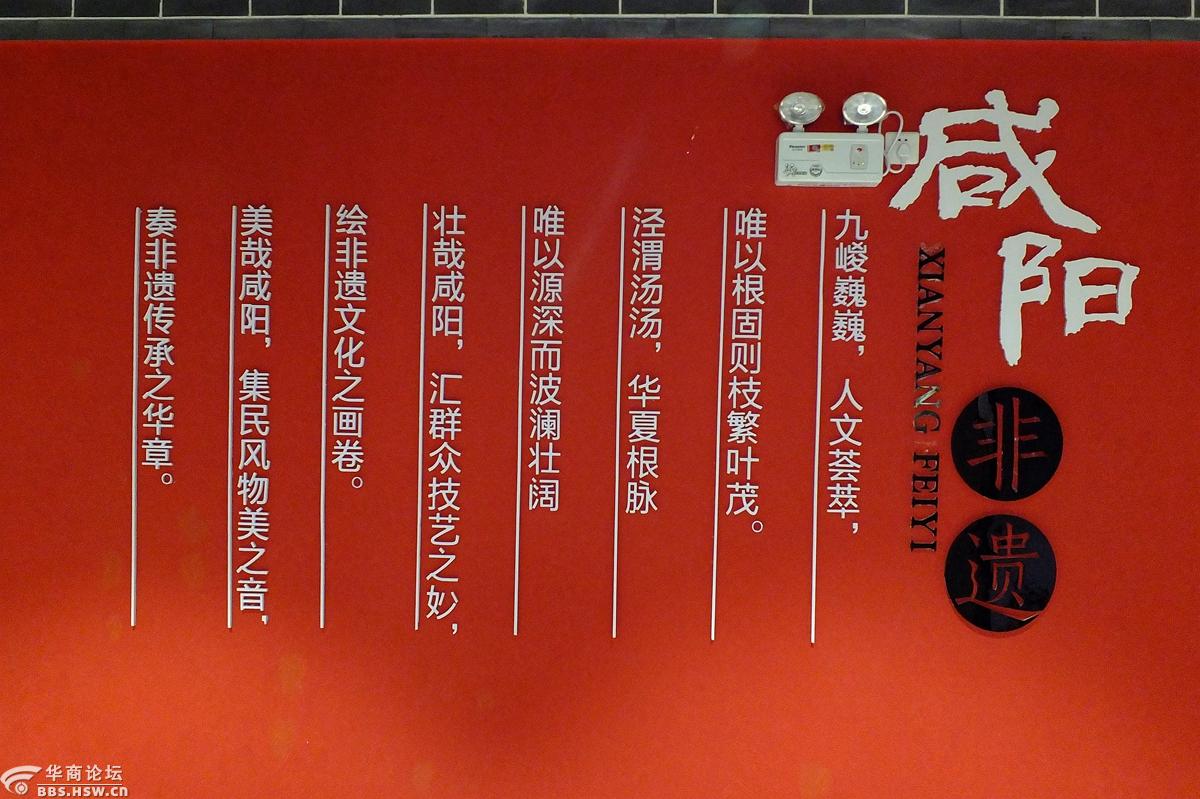 咸阳
非遗
XIANYANG FEIYI
九嵕巍巍，人文荟萃，
唯以根固则枝繁叶茂。
泾渭汤汤，华夏根脉
唯以源深而波澜壮阔
壮哉咸阳，汇群众技艺之妙，
绘非遗文化之画卷。
美哉咸阳，集民风物美之音，
奏非遗传承之华章。
华商论坛
BBS.HSW.CN